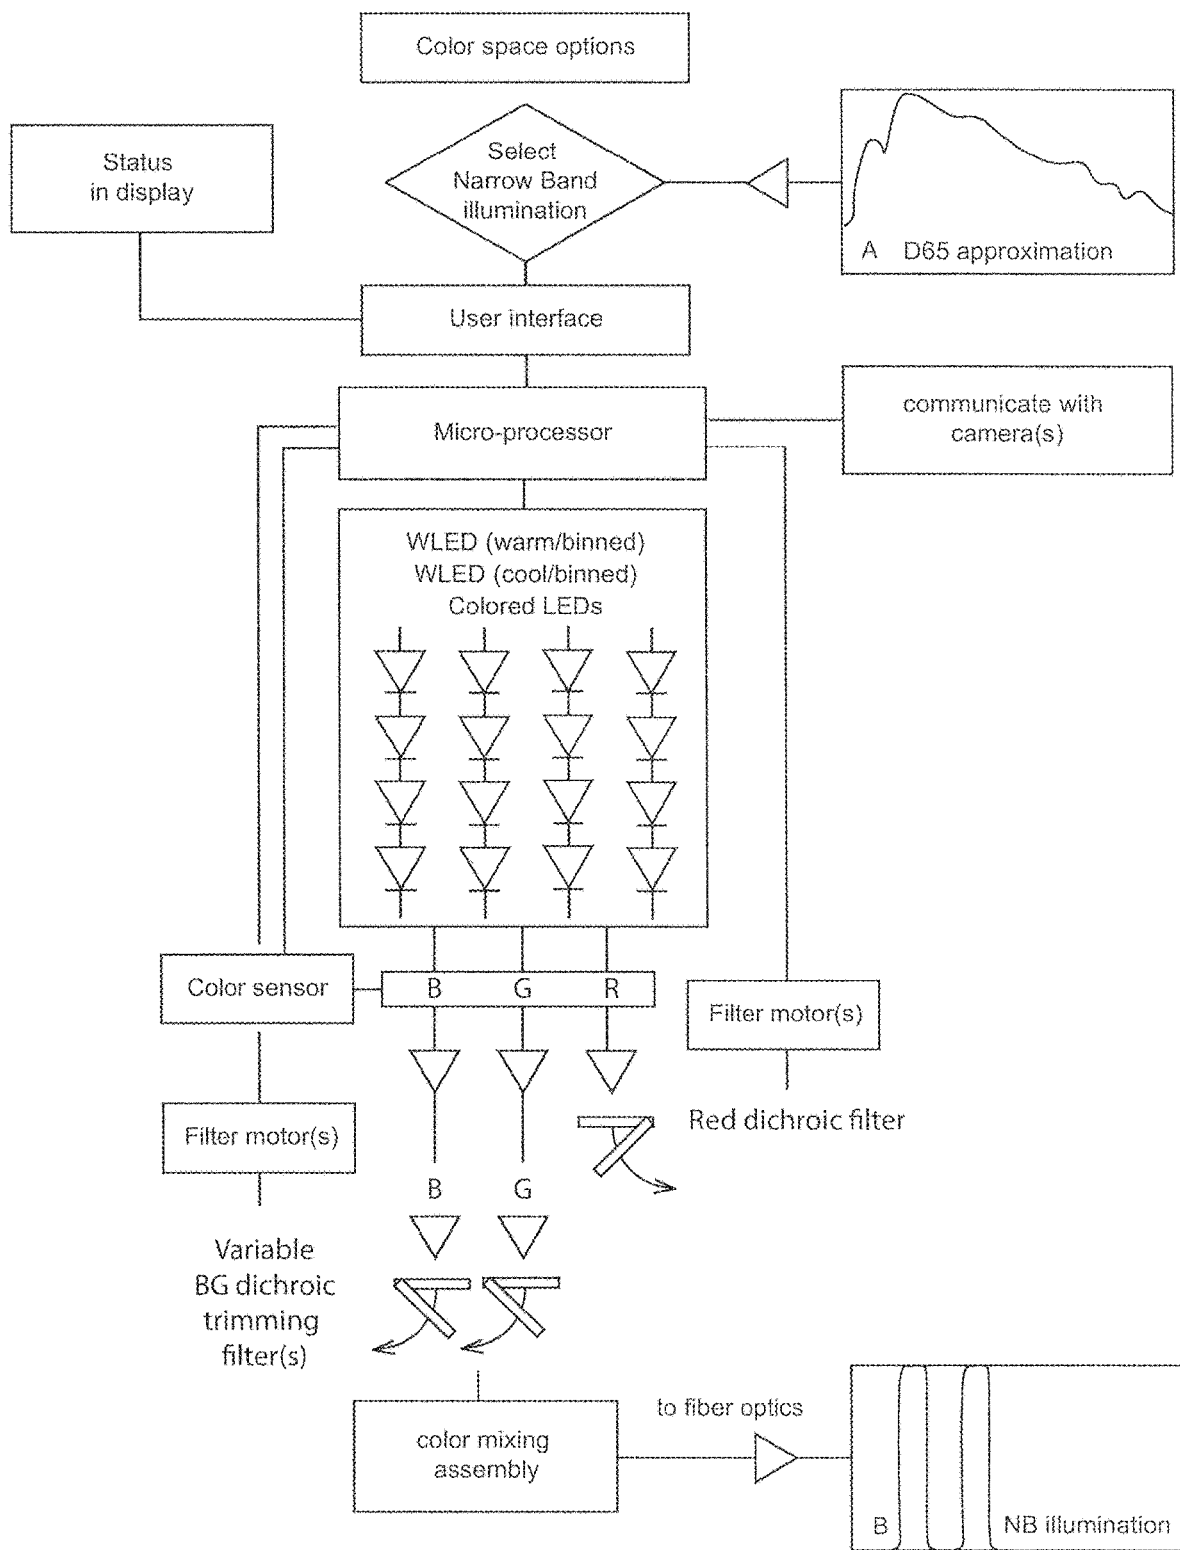 Color space options
Status
in display
Select
Narrow Band
illumination
A D65 approximation
User interface
Micro-processor
communicate with
camera(s)
WLED (warm/binned)
WLED (cool/binned)
Colored LEDs
Color sensor
B G R
Filter motor(s)
Red dichroic filter
Filter motor(s)
B G
Variable
BG dichroic
trimming
filter(s)
color mixing
assembly
to fiber optics
B NB illumination